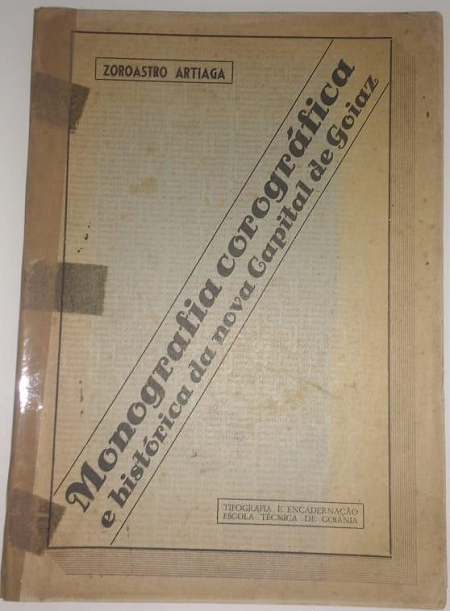 ZOROASTRO ARTIAGA
Monografia corográfica
e histórica da nova Capital de Goiaz
TIPOGRAFIA E ENCADERNAÇÃO
ESCOLA TÉCNICA DE GOIÂNIA